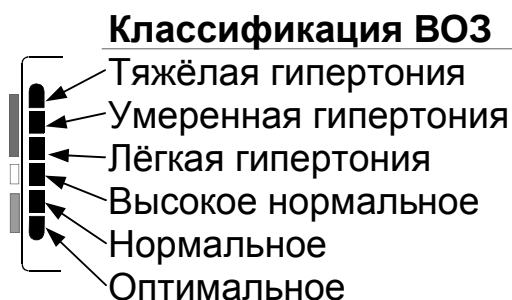 Классификация ВОЗ
Тяжёлая гипертония
Умеренная гипертония
Лёгкая гипертония
Высокое нормальное
Нормальное
Оптимальное